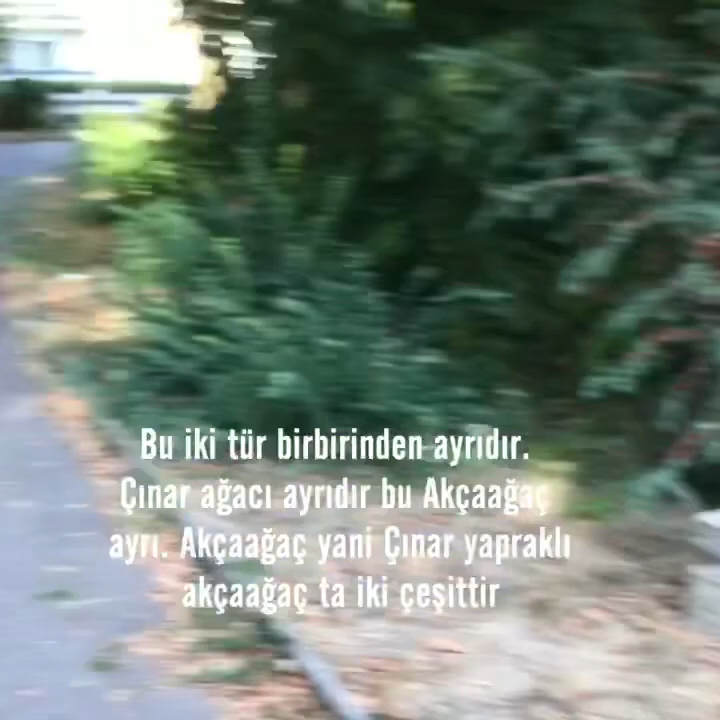 Bu iki tür birbirinden ayrıdır.
Çınar ağacı ayrıdır bu Akçaağaç
ayrı. Akçaağaç yani Çınar yapraklı
akçaağaç ta iki çeşittir